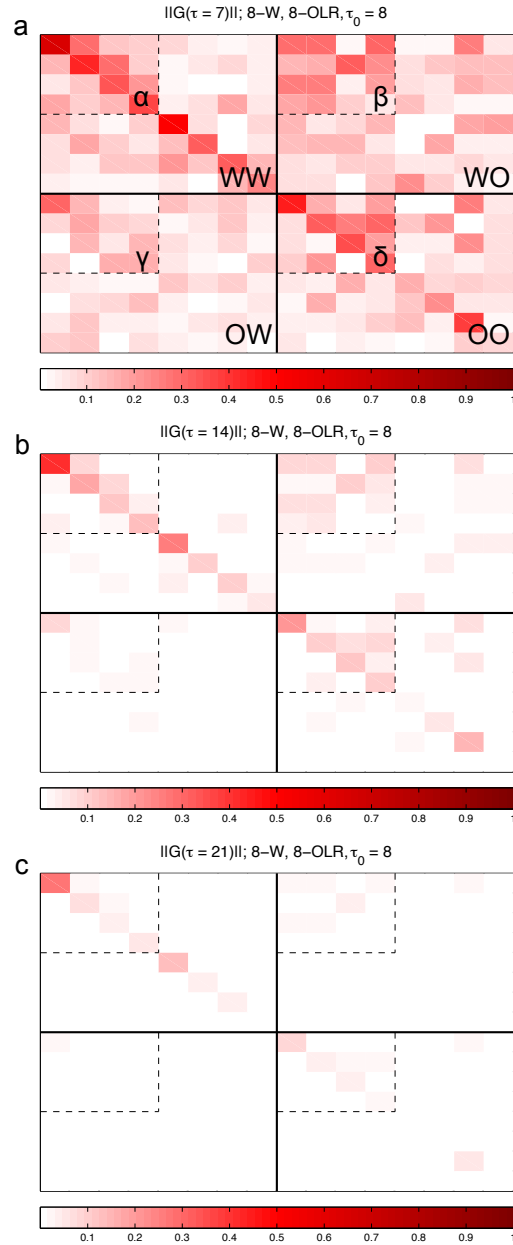 a
||G(τ = 7)||; 8-W, 8-OLR, τ0 = 8
α
β
WW
WO
γ
δ
OW
OO
0.1 0.2 0.3 0.4 0.5 0.6 0.7 0.8 0.9 1
b
||G(τ = 14)||; 8-W, 8-OLR, τ0 = 8
0.1 0.2 0.3 0.4 0.5 0.6 0.7 0.8 0.9 1
c
||G(τ = 21)||; 8-W, 8-OLR, τ0 = 8
0.1 0.2 0.3 0.4 0.5 0.6 0.7 0.8 0.9 1